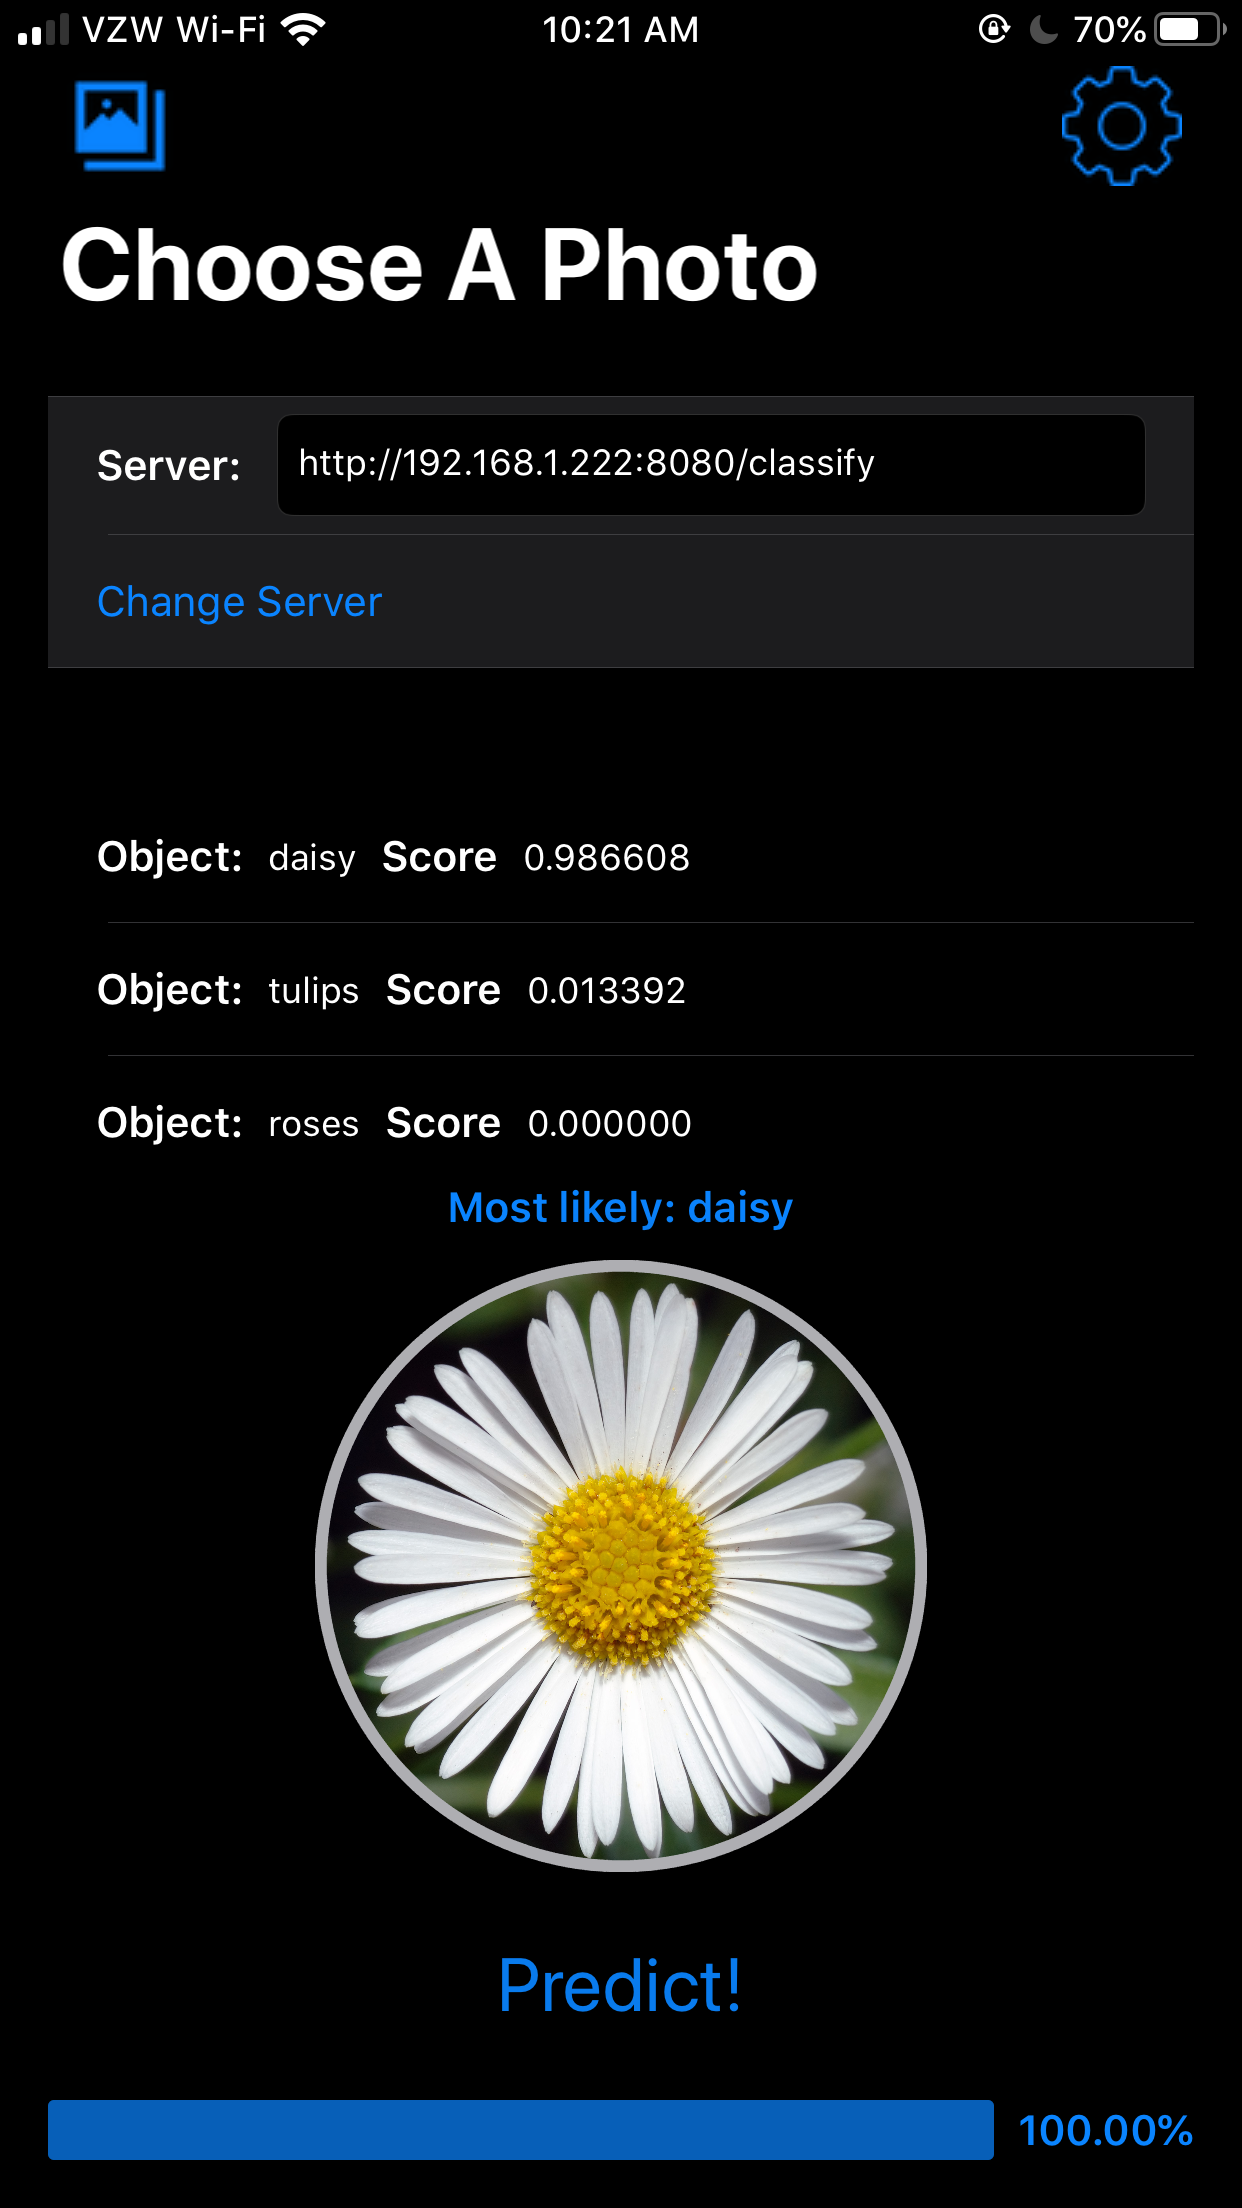 VZW Wi-Fi 10:21 AM 70%
Choose A Photo
Server: http://192.168.1.222:8080/classify
Change Server
Object: daisy Score 0.986608
Object: tulips Score 0.013392
Object: roses Score 0.000000
Most likely: daisy
Predict!
100.00%